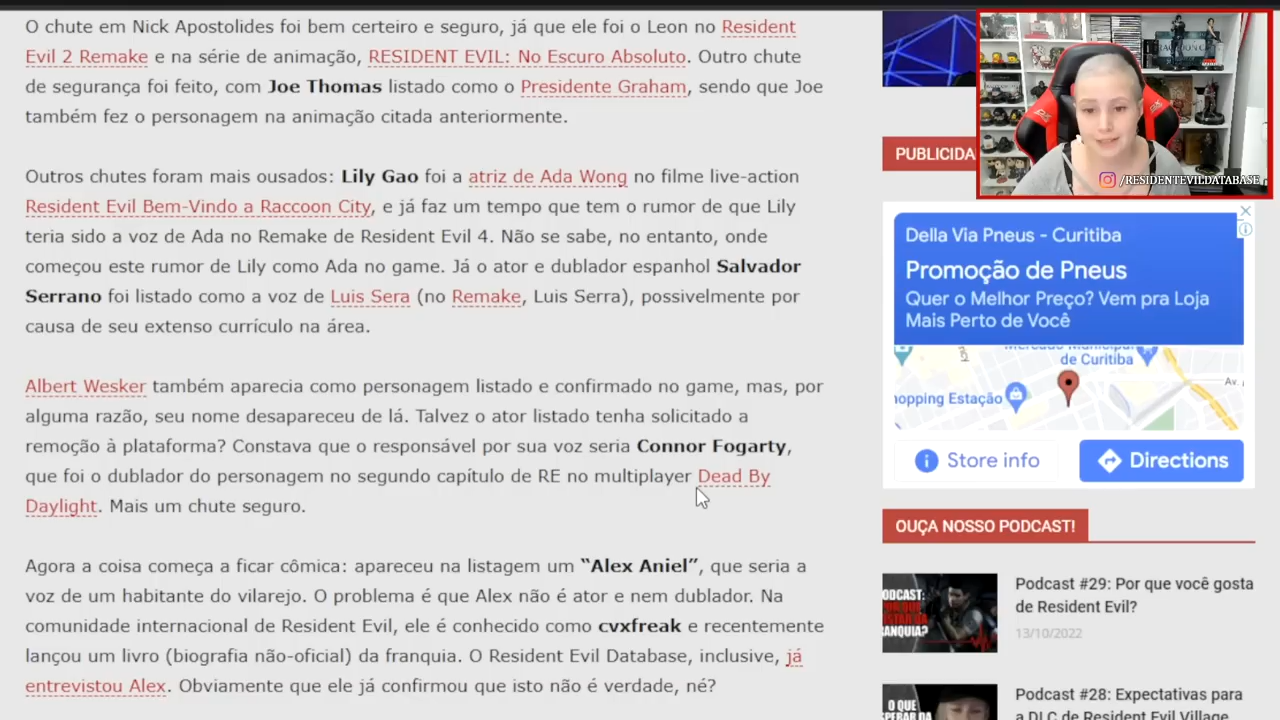 O chute em Nick Apostolides foi bem certeiro e seguro, já que ele foi o Leon no Resident
Evil 2 Remake e na série de animação, RESIDENT EVIL: No Escuro Absoluto. Outro chute
de segurança foi feito, com Joe Thomas listado como o Presidente Graham, sendo que Joe
também fez o personagem na animação citada anteriormente.
Outros chutes foram mais ousados: Lily Gao foi a atriz de Ada Wong no filme live-action
Resident Evil Bem-Vindo a Raccoon City, e já faz um tempo que tem o rumor de que Lily
teria sido a voz de Ada no Remake de Resident Evil 4. Não se sabe, no entanto, onde
começou este rumor de Lily como Ada no game. Já o ator e dublador espanhol Salvador
Serrano foi listado como a voz de Luis Sera (no Remake, Luis Serra), possivelmente por
causa de seu extenso currículo na área.
Albert Wesker também aparecia como personagem listado e confirmado no game, mas, por
alguma razão, seu nome desapareceu de lá. Talvez o ator listado tenha solicitado a
remoção à plataforma? Constava que o responsável por sua voz seria Connor Fogarty,
que foi o dublador do personagem no segundo capítulo de RE no multiplayer Dead By
Daylight. Mais um chute seguro.
Agora a coisa começa a ficar cômica: apareceu na listagem um “Alex Aniel”, que seria a
voz de um habitante do vilarejo. O problema é que Alex não é ator e nem dublador. Na
comunidade internacional de Resident Evil, ele é conhecido como cvxfreak e recentemente
lançou um livro (biografia não-oficial) da franquia. O Resident Evil Database, inclusive, já
entrevistou Alex. Obviamente que ele já confirmou que isto não é verdade, né?
/RESIDENTEVILDATABASE
PUBLICIDA
Della Via Pneus - Curitiba
Promoção de Pneus
Quer o Melhor Preço? Vem pra Loja
Mais Perto de Você
Mercado Municipal
de Curitiba
hopping Estação
Av.
Store info
Directions
OUÇA NOSSO PODCAST!
Podcast #29: Por que você gosta
de Resident Evil?
13/10/2022
ODCAST:
POR QUE
OSTAR DA
RANQUIA?
Podcast #28: Expectativas para
a DLC de Resident Evil Village
O QUE